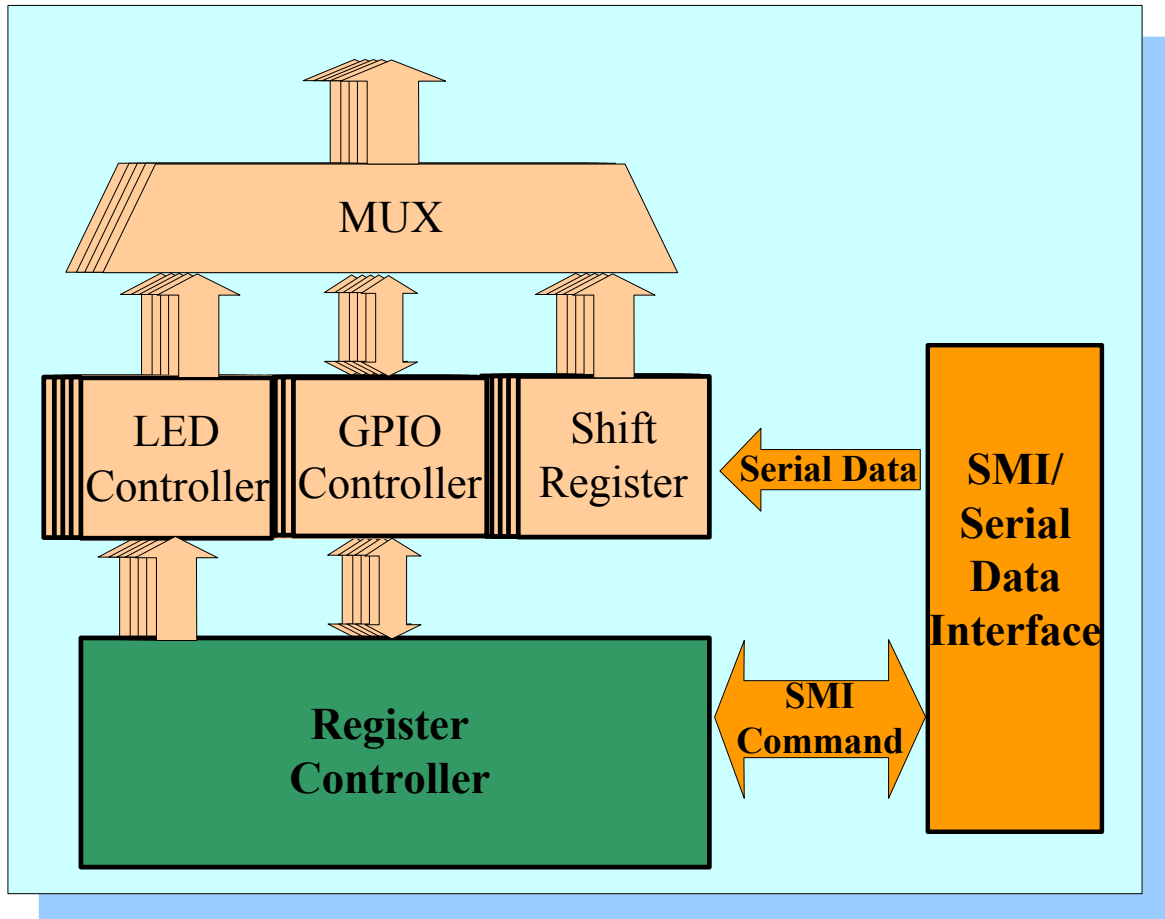 MUX
LED
Controller
GPIO
Controller
Shift
Register
Serial Data
SMI/
Serial
Data
Interface
Register
Controller
SMI
Command